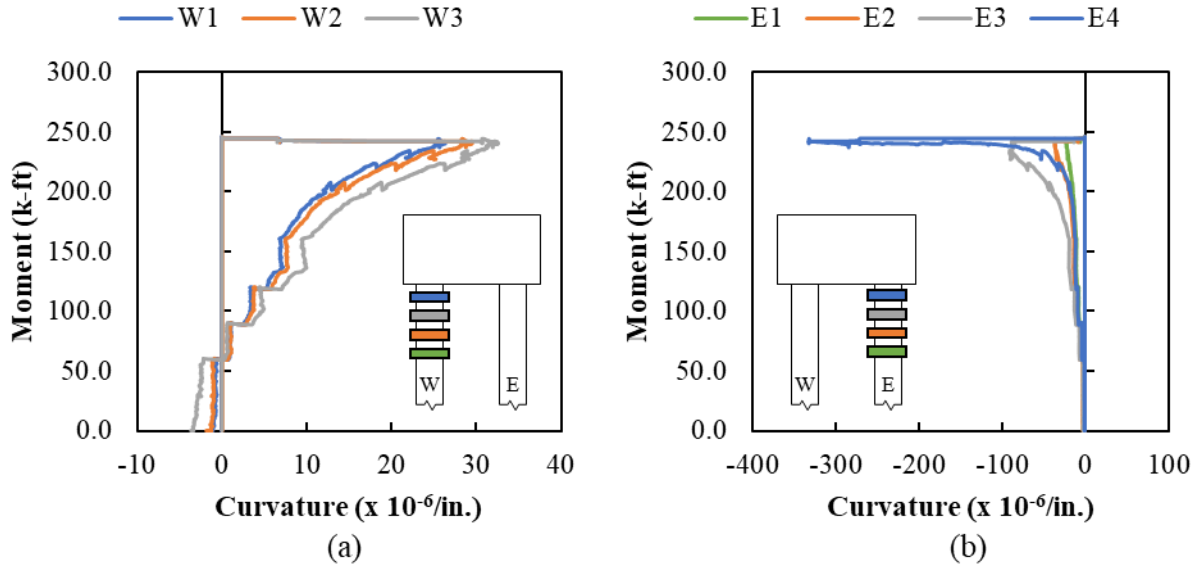 W1 W2 W3
300.0
250.0
200.0
150.0
100.0
50.0
0.0
Moment (k-ft)
W E
-10 0 10 20 30 40
Curvature (x 10⁻⁶/in.)
(a)
E1 E2 E3 E4
300.0
250.0
200.0
150.0
100.0
50.0
0.0
Moment (k-ft)
W E
-400 -300 -200 -100 0 100
Curvature (x 10⁻⁶/in.)
(b)